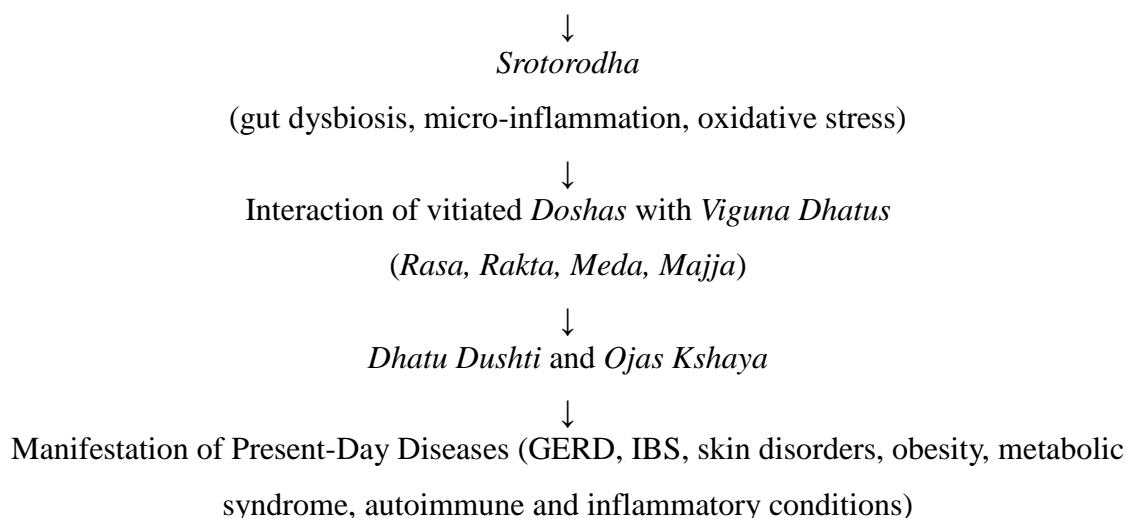 ↓
Srotorodha
(gut dysbiosis, micro-inflammation, oxidative stress)
↓
Interaction of vitiated Doshas with Viguna Dhatus
(Rasa, Rakta, Meda, Majja)
↓
Dhatu Dushti and Ojas Kshaya
↓
Manifestation of Present-Day Diseases (GERD, IBS, skin disorders, obesity, metabolic
syndrome, autoimmune and inflammatory conditions)